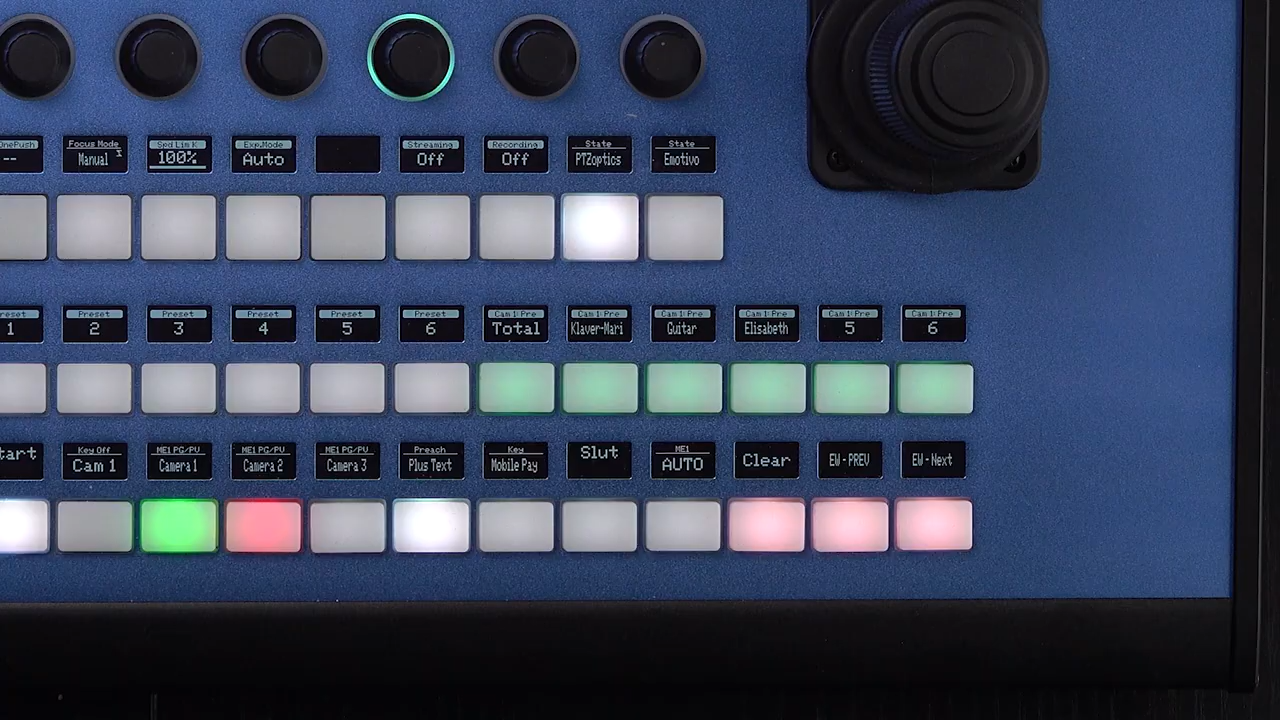 OnePush
--
Focus Mode
Manual
Spd Lim K
100%
Exp.Mode
Auto
Streaming
Off
Recording
Off
State
PTZoptics
State
Emotivo
Preset
1
Preset
2
Preset
3
Preset
4
Preset
5
Preset
6
Cam 1: Pre
Total
Cam 1: Pre
Klaver-Mari
Cam 1: Pre
Guitar
Cam 1: Pre
Elisabeth
Cam 1: Pre
5
Cam 1: Pre
6
tart
Key Off
Cam 1
ME1 PG/PV
Camera 1
ME1 PG/PV
Camera 2
ME1 PG/PV
Camera 3
Preach
Plus Text
Key
Mobile Pay
Slut
ME1
AUTO
Clear
EW-PREV
EW-Next